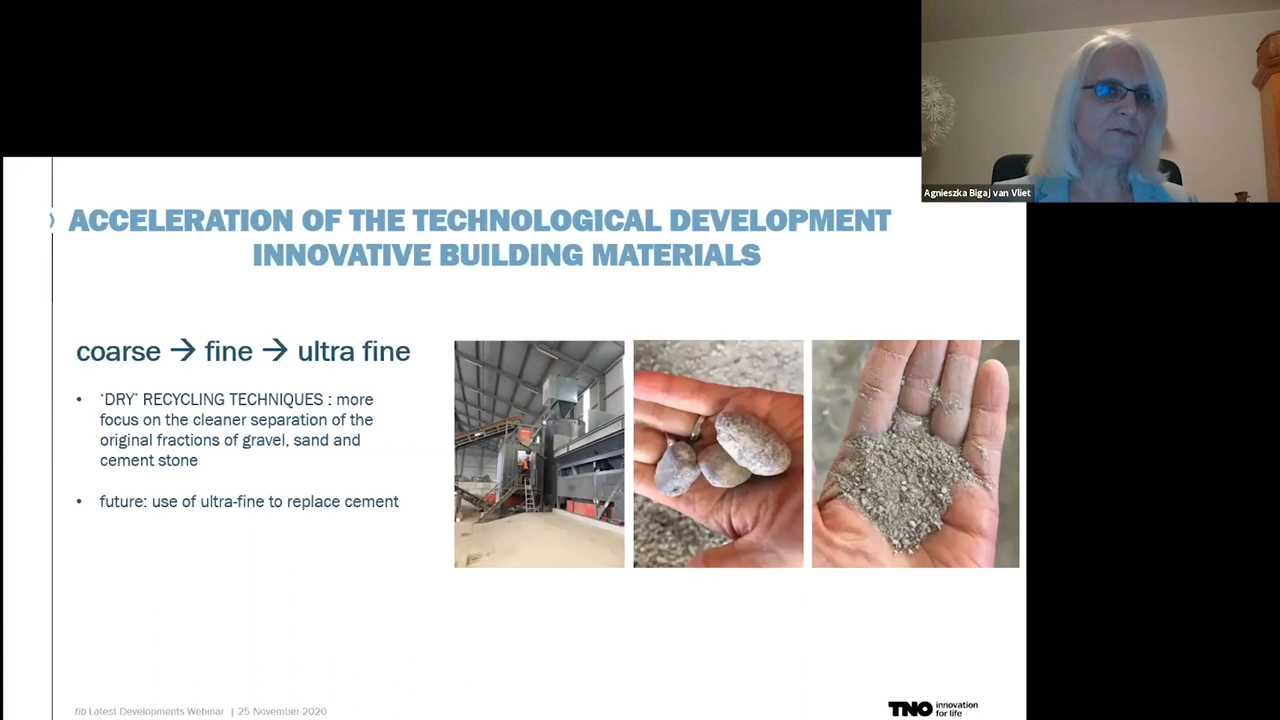 Agnieszka Bigaj van Vliet
ACCELERATION OF THE TECHNOLOGICAL DEVELOPMENT
INNOVATIVE BUILDING MATERIALS
coarse → fine → ultra fine
• ‘DRY’ RECYCLING TECHNIQUES : more
focus on the cleaner separation of the
original fractions of gravel, sand and
cement stone
• future: use of ultra-fine to replace cement
fib Latest Developments Webinar | 25 November 2020
TNO innovation
for life